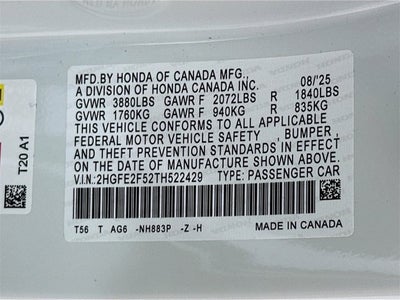 MFD.BY HONDA OF CANADA MFG., 08/'25
A DIVISION OF HONDA CANADA INC.
GVWR 3880LBS GAWR F 2072LBS R 1840LBS
GVWR 1760KG GAWR F 940KG R 835KG
THIS VEHICLE CONFORMS TO ALL APPLICABLE
FEDERAL MOTOR VEHICLE SAFETY , BUMPER ,
AND THEFT PREVENTION STANDARDS IN EFFECT
ON THE DATE OF MANUFACTURE SHOWN ABOVE.
V.I.N.: 2HGFE2F52TH522429 TYPE: PASSENGER CAR
T56 T AG6 -NH883P -Z -H MADE IN CANADA
T20 A1